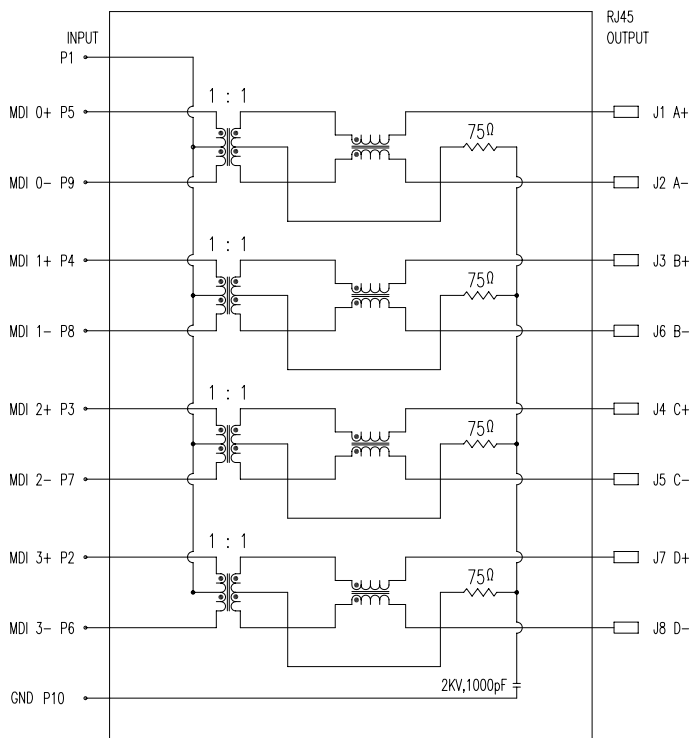 INPUT
RJ45
OUTPUT
P1
1 : 1
MDI 0+ P5
75Ω
J1 A+
MDI 0- P9
J2 A-
1 : 1
MDI 1+ P4
75Ω
J3 B+
MDI 1- P8
J6 B-
1 : 1
MDI 2+ P3
75Ω
J4 C+
MDI 2- P7
J5 C-
1 : 1
MDI 3+ P2
75Ω
J7 D+
MDI 3- P6
J8 D-
2KV,1000pF
GND P10